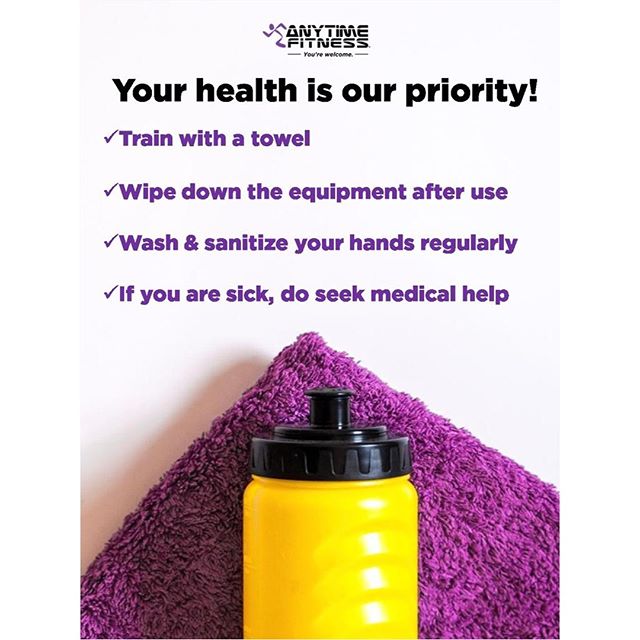 ANYTIME
FITNESS
You're welcome.
Your health is our priority!
✓Train with a towel
✓Wipe down the equipment after use
✓Wash & sanitize your hands regularly
✓If you are sick, do seek medical help